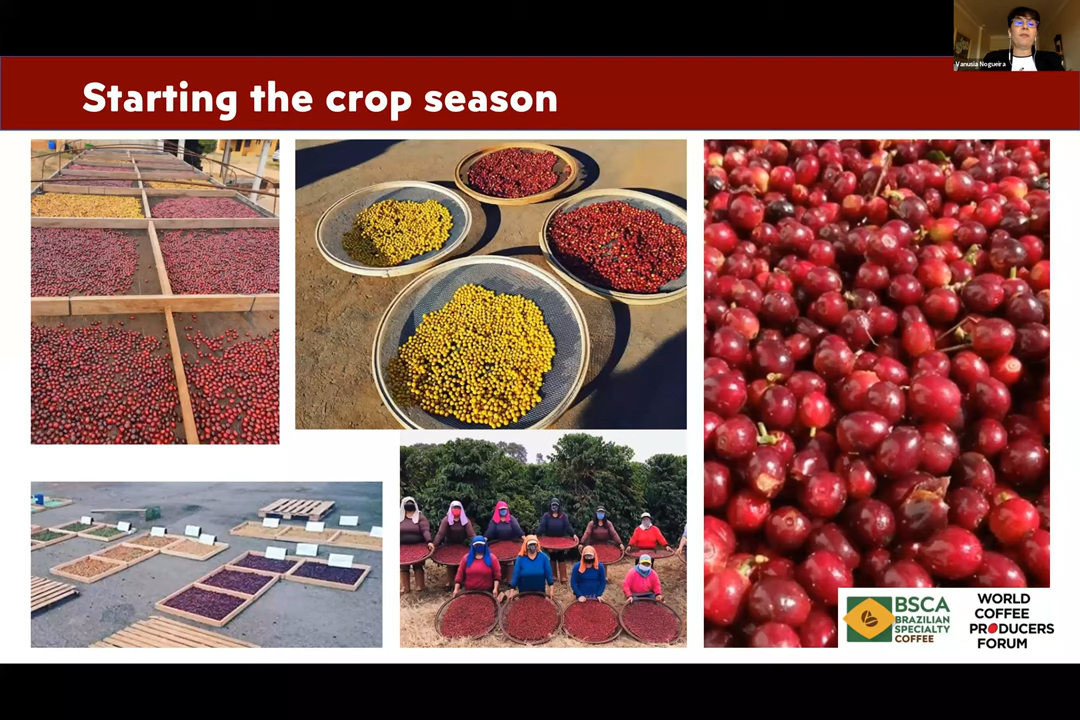 Vanusia Nogueira
Starting the crop season
BSCA
BRAZILIAN
SPECIALTY
COFFEE
WORLD
COFFEE
PRODUCERS
FORUM